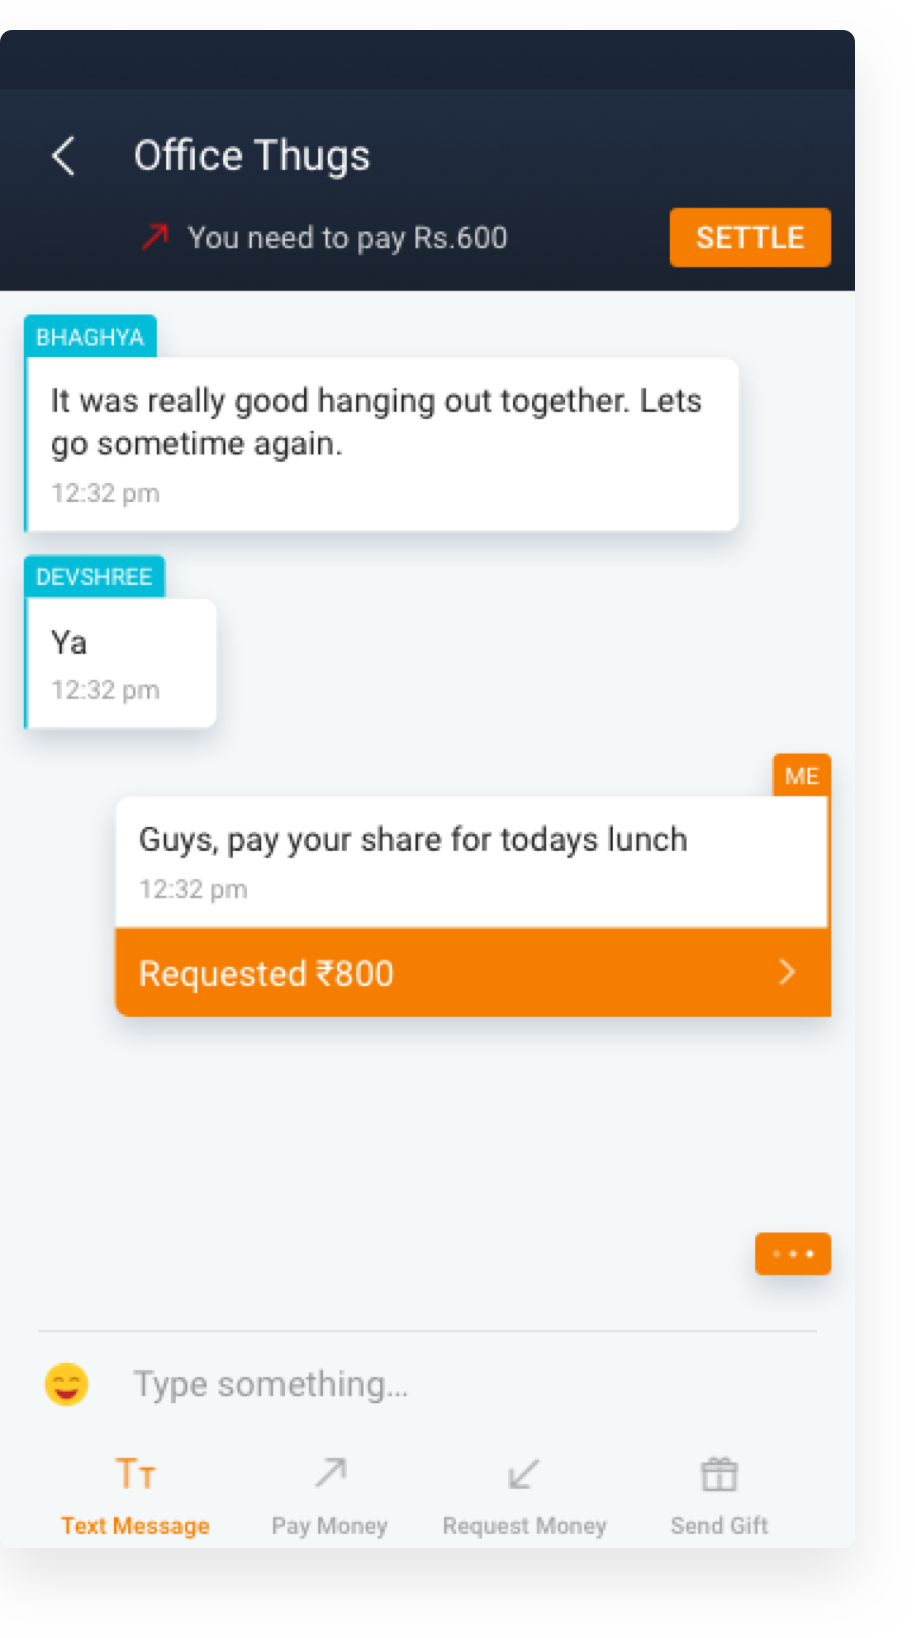 Office Thugs
You need to pay Rs.600
SETTLE
BHAGHYA
It was really good hanging out together. Lets
go sometime again.
12:32 pm
DEVSHREE
Ya
12:32 pm
ME
Guys, pay your share for todays lunch
12:32 pm
Requested ₹800
Type something...
Text Message
Pay Money
Request Money
Send Gift